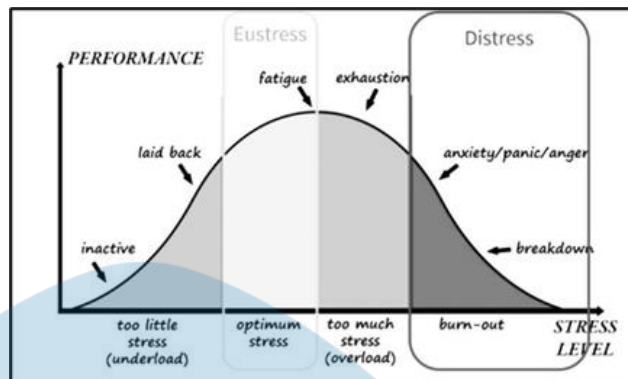 Eustress
Distress
PERFORMANCE
fatigue
exhaustion
laid back
anxiety/panic/anger
inactive
breakdown
too little
stress
(underload)
optimum
stress
too much
stress
(overload)
burn-out
STRESS
LEVEL